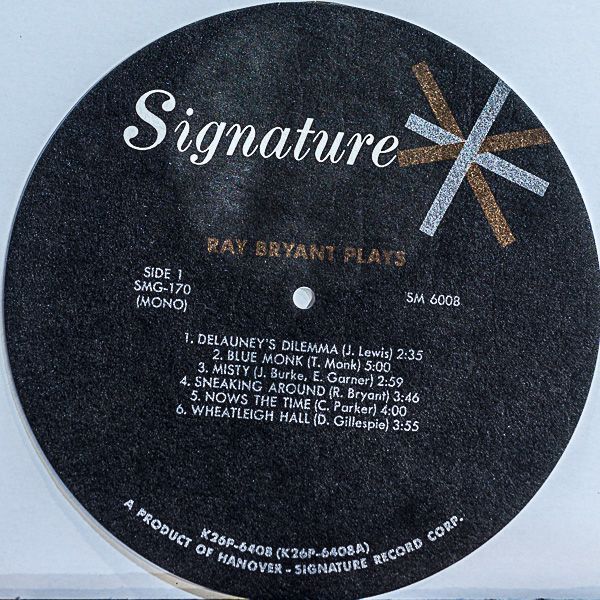 Signature
RAY BRYANT PLAYS
SIDE 1
SMG-170
(MONO)
SM 6008
1. DELAUNEY'S DILEMMA (J. Lewis) 2:35
2. BLUE MONK (T. Monk) 5:00
3. MISTY (J. Burke, E. Garner) 2:59
4. SNEAKING AROUND (R. Bryant) 3:46
5. NOWS THE TIME (C. Parker) 4:00
6. WHEATLEIGH HALL (D. Gillespie) 3:55
K26P-6408 (K26P-6408A)
A PRODUCT OF HANOVER - SIGNATURE RECORD CORP.